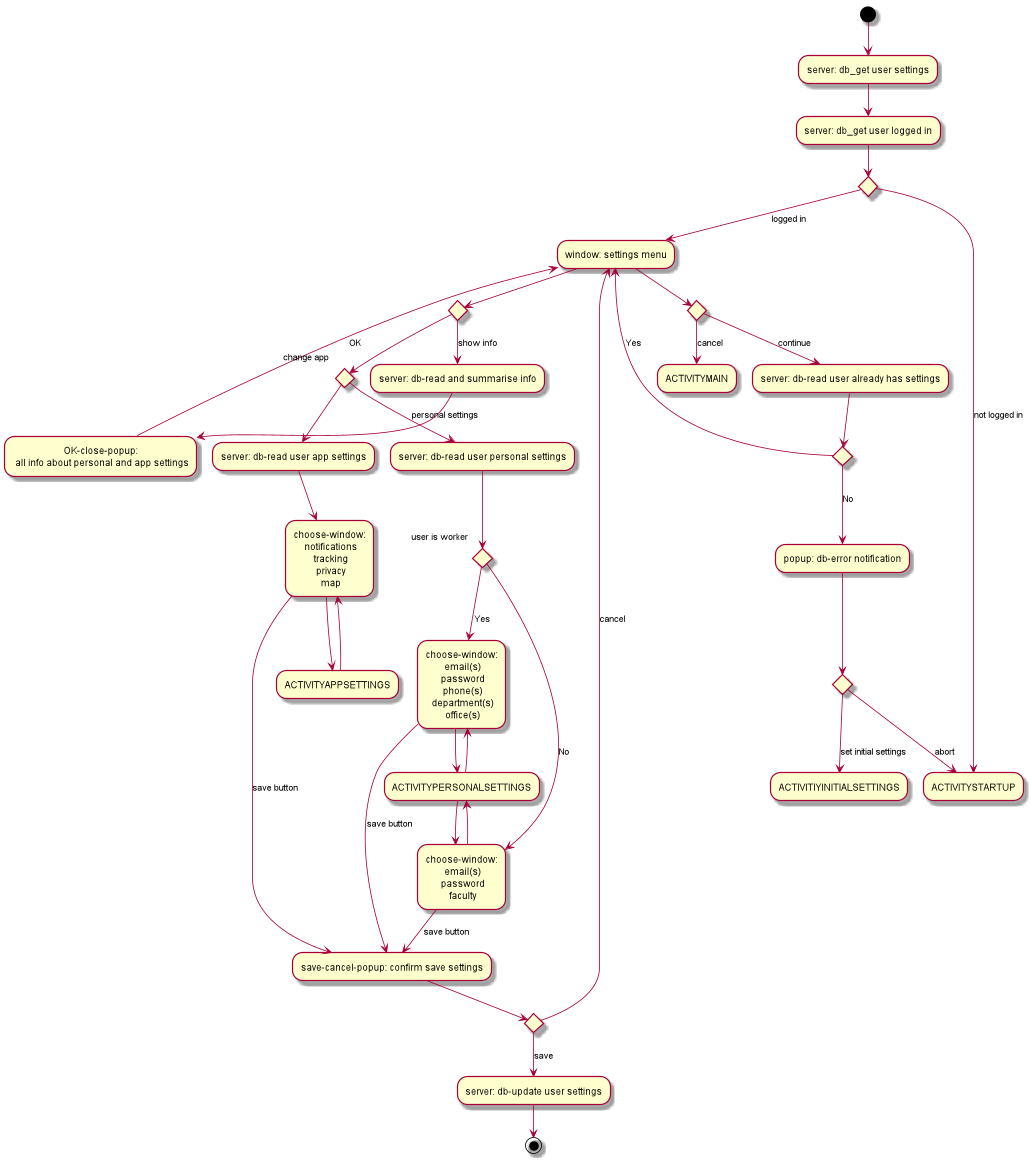 server: db_get user settings
server: db_get user logged in
logged in
window: settings menu
OK
change app
show info
Yes
cancel
continue
server: db-read and summarise info
ACTIVITYMAIN
server: db-read user already has settings
personal settings
not logged in
OK-close-popup:
all info about personal and app settings
server: db-read user app settings
server: db-read user personal settings
No
choose-window:
notifications
tracking
privacy
map
user is worker
popup: db-error notification
Yes
cancel
choose-window:
email(s)
password
phone(s)
department(s)
office(s)
ACTIVITYAPPSETTINGS
No
set initial settings
abort
save button
ACTIVITYPERSONALSETTINGS
ACTIVITIYINITIALSETTINGS
ACTIVITYSTARTUP
save button
choose-window:
email(s)
password
faculty
save button
save-cancel-popup: confirm save settings
save
server: db-update user settings